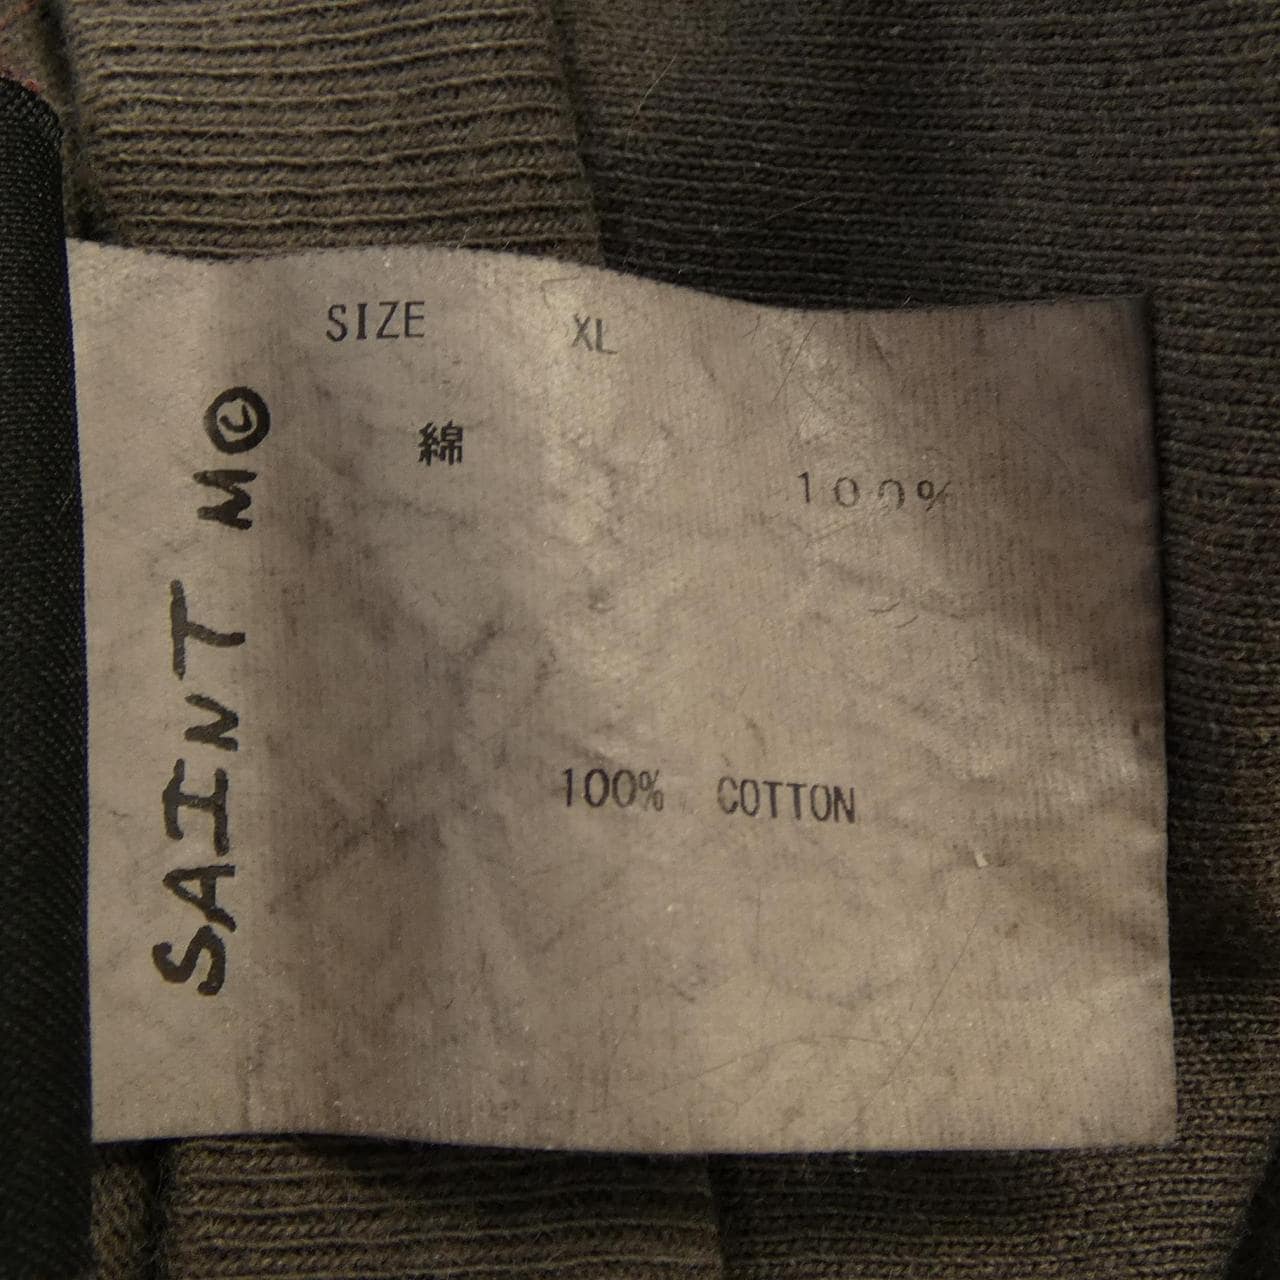 SIZE XL
綿 100%
100% COTTON
SAINT M©